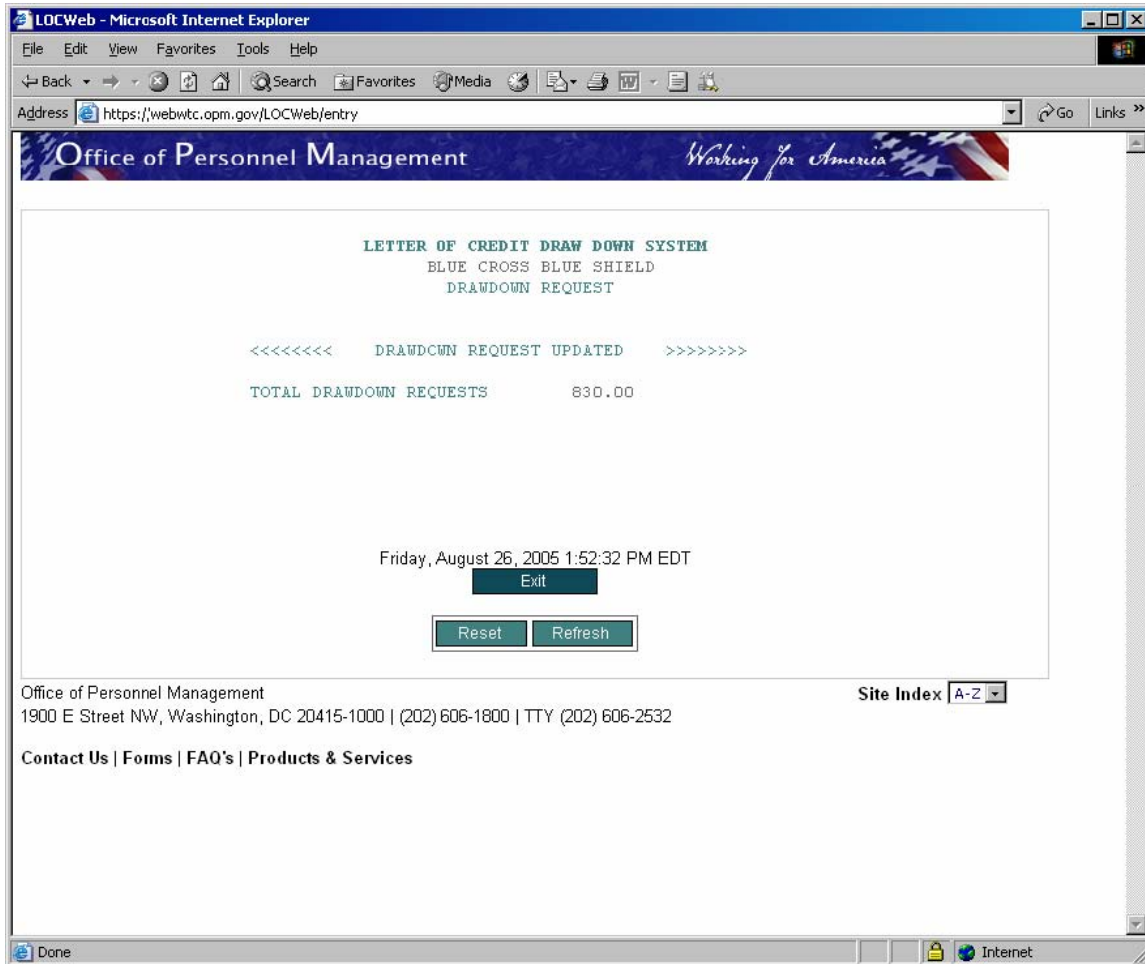 LOCWeb - Microsoft Internet Explorer
File Edit View Favorites Tools Help
Back Search Favorites Media
Address https://webwtc.opm.gov/LOCWeb/entry Go Links »
Office of Personnel Management Working for America
LETTER OF CREDIT DRAW DOWN SYSTEM
BLUE CROSS BLUE SHIELD
DRAWDOWN REQUEST
<<<<<<<< DRAWDOWN REQUEST UPDATED >>>>>>>>
TOTAL DRAWDOWN REQUESTS 830.00
Friday, August 26, 2005 1:52:32 PM EDT
Exit
Reset Refresh
Office of Personnel Management Site Index A-Z
1900 E Street NW, Washington, DC 20415-1000 | (202) 606-1800 | TTY (202) 606-2532
Contact Us | Forms | FAQ's | Products & Services
Done Internet